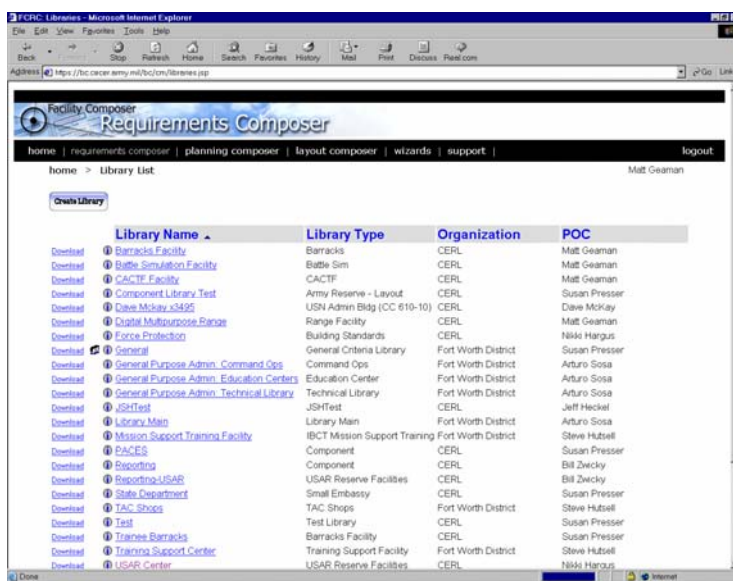 FCRC: Libraries - Microsoft Internet Explorer
File Edit View Favorites Tools Help
Back Forward Stop Refresh Home Search Favorites History Mail Print Discuss Real.com
Address https://bc.cecer.army.mil/bc/cm/libraries.jsp Go Link
Facility Composer
Requirements Composer
home | requirements composer | planning composer | layout composer | wizards | support | logout
home > Library List Matt Geaman
Create Library
Library Name Library Type Organization POC
Download Barracks Facility Barracks CERL Matt Geaman
Download Battle Simulation Facility Battle Sim CERL Matt Geaman
Download CACTF Facility CACTF CERL Matt Geaman
Download Component Library Test Army Reserve - Layout CERL Susan Presser
Download Dave Mckay x3495 USN Admin Bldg (CC 610-10) CERL Dave McKay
Download Digital Multipurpose Range Range Facility CERL Matt Geaman
Download Force Protection Building Standards CERL Nikki Hargus
Download General General Criteria Library Fort Worth District Susan Presser
Download General Purpose Admin: Command Ops Command Ops Fort Worth District Arturo Sosa
Download General Purpose Admin: Education Centers Education Center Fort Worth District Arturo Sosa
Download General Purpose Admin: Technical Library Technical Library Fort Worth District Arturo Sosa
Download JSHTest JSHTest CERL Jeff Heckel
Download Library Main Library Main Fort Worth District Arturo Sosa
Download Mission Support Training Facility IBCT Mission Support Training Fort Worth District Steve Hutsell
Download PACES Component CERL Susan Presser
Download Reporting Component CERL Bill Zwicky
Download Reporting-USAR USAR Reserve Facilities CERL Bill Zwicky
Download State Department Small Embassy CERL Susan Presser
Download TAC Shops TAC Shops Fort Worth District Steve Hutsell
Download Test Test Library CERL Susan Presser
Download Trainee Barracks Barracks Facility CERL Susan Presser
Download Training Support Center Training Support Facility Fort Worth District Steve Hutsell
Download USAR Center USAR Reserve Facilities CERL Nikki Hargus
Done Internet